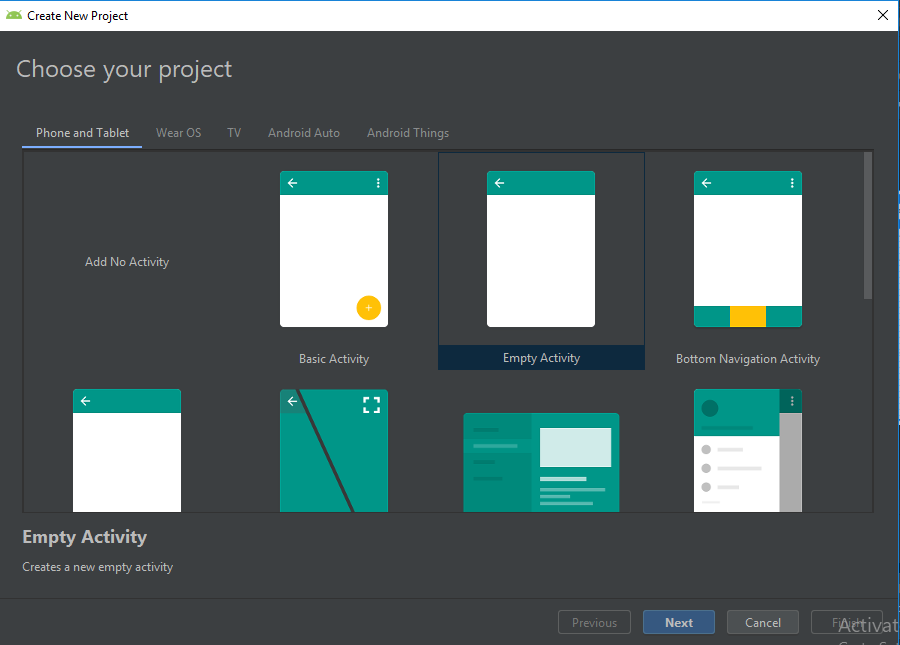 Create New Project
Choose your project
Phone and Tablet Wear OS TV Android Auto Android Things
Add No Activity
Basic Activity Empty Activity Bottom Navigation Activity
Empty Activity
Creates a new empty activity
Previous Next Cancel Finish
Activat